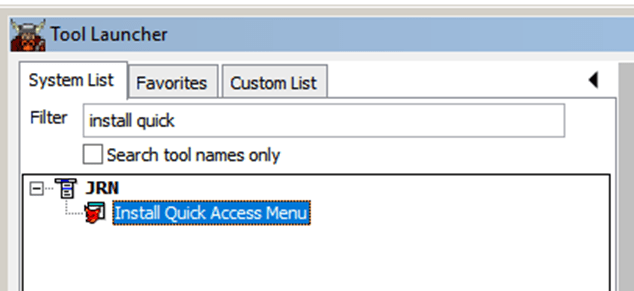 Tool Launcher
System List Favorites Custom List
Filter install quick
Search tool names only
JRN
Install Quick Access Menu